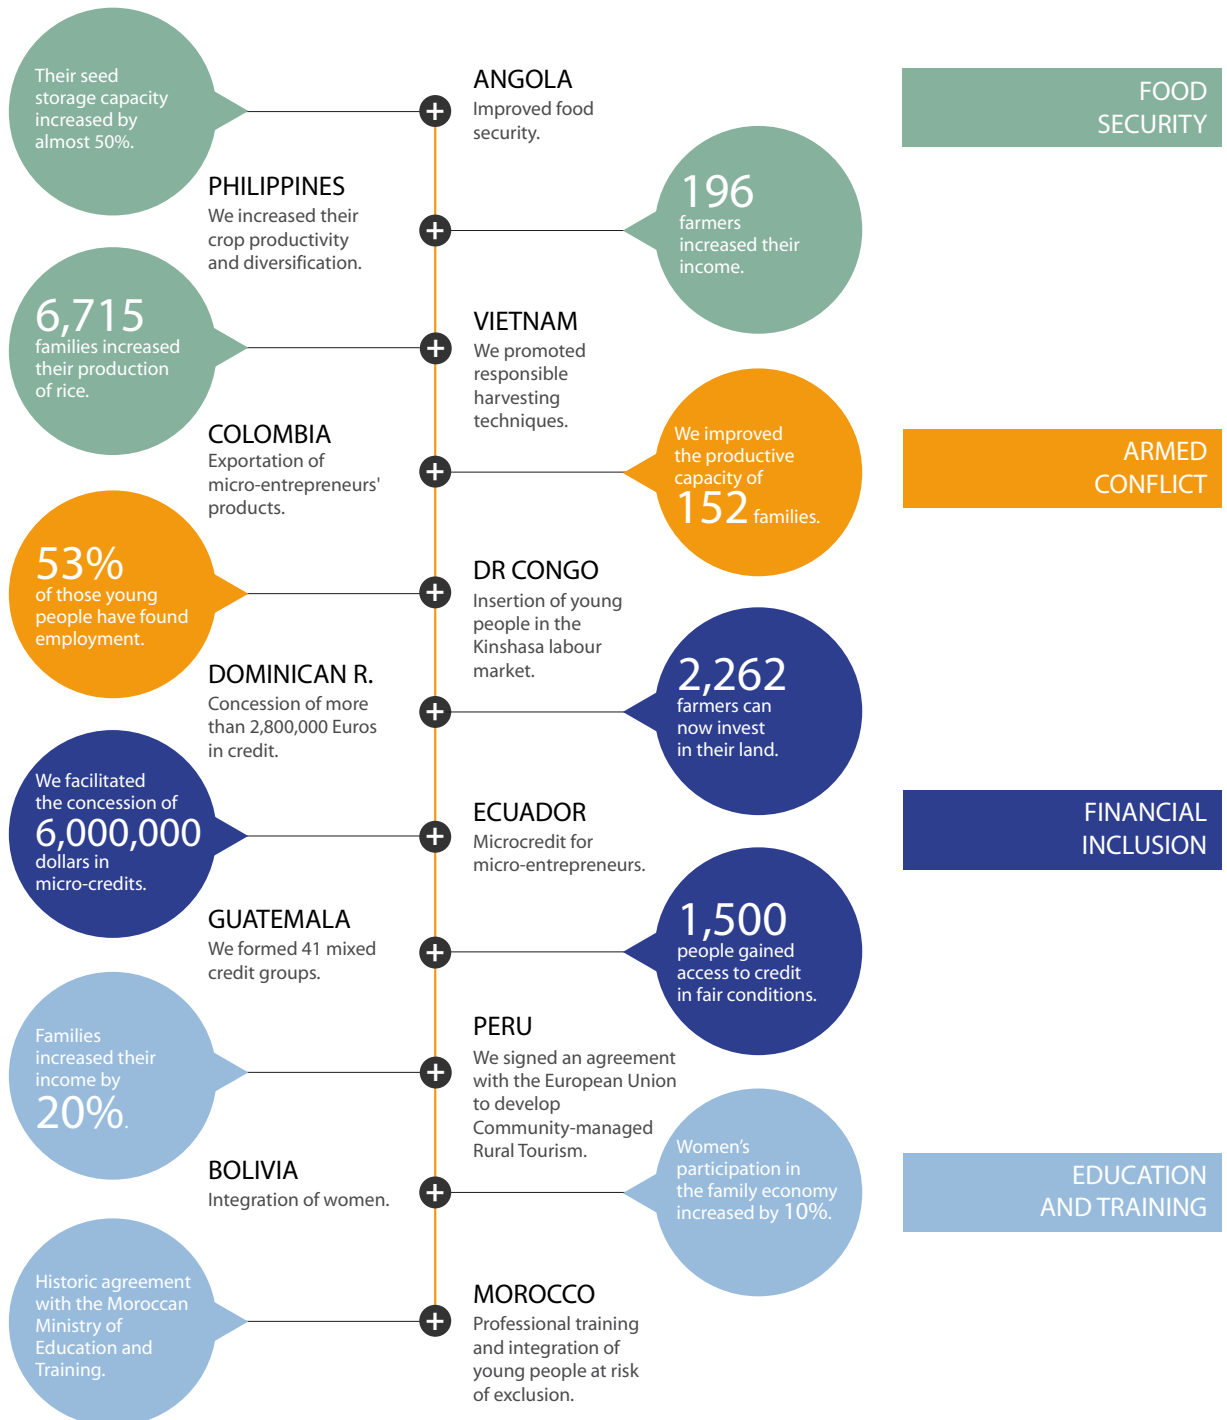 Their seed
storage capacity
increased by
almost 50%.
ANGOLA
Improved food
security.
FOOD
SECURITY
PHILIPPINES
We increased their
crop productivity
and diversification.
196
farmers
increased their
income.
6,715
families increased
their production
of rice.
VIETNAM
We promoted
responsible
harvesting
techniques.
COLOMBIA
Exportation of
micro-entrepreneurs'
products.
We improved
the productive
capacity of
152 families.
ARMED
CONFLICT
53%
of those young
people have found
employment.
DR CONGO
Insertion of young
people in the
Kinshasa labour
market.
DOMINICAN R.
Concession of more
than 2,800,000 Euros
in credit.
2,262
farmers can
now invest
in their land.
We facilitated
the concession of
6,000,000
dollars in
micro-credits.
ECUADOR
Microcredit for
micro-entrepreneurs.
FINANCIAL
INCLUSION
GUATEMALA
We formed 41 mixed
credit groups.
1,500
people gained
access to credit
in fair conditions.
Families
increased their
income by
20%.
PERU
We signed an agreement
with the European Union
to develop
Community-managed
Rural Tourism.
BOLIVIA
Integration of women.
Women’s
participation in
the family economy
increased by 10%.
EDUCATION
AND TRAINING
Historic agreement
with the Moroccan
Ministry of
Education and
Training.
MOROCCO
Professional training
and integration of
young people at risk
of exclusion.